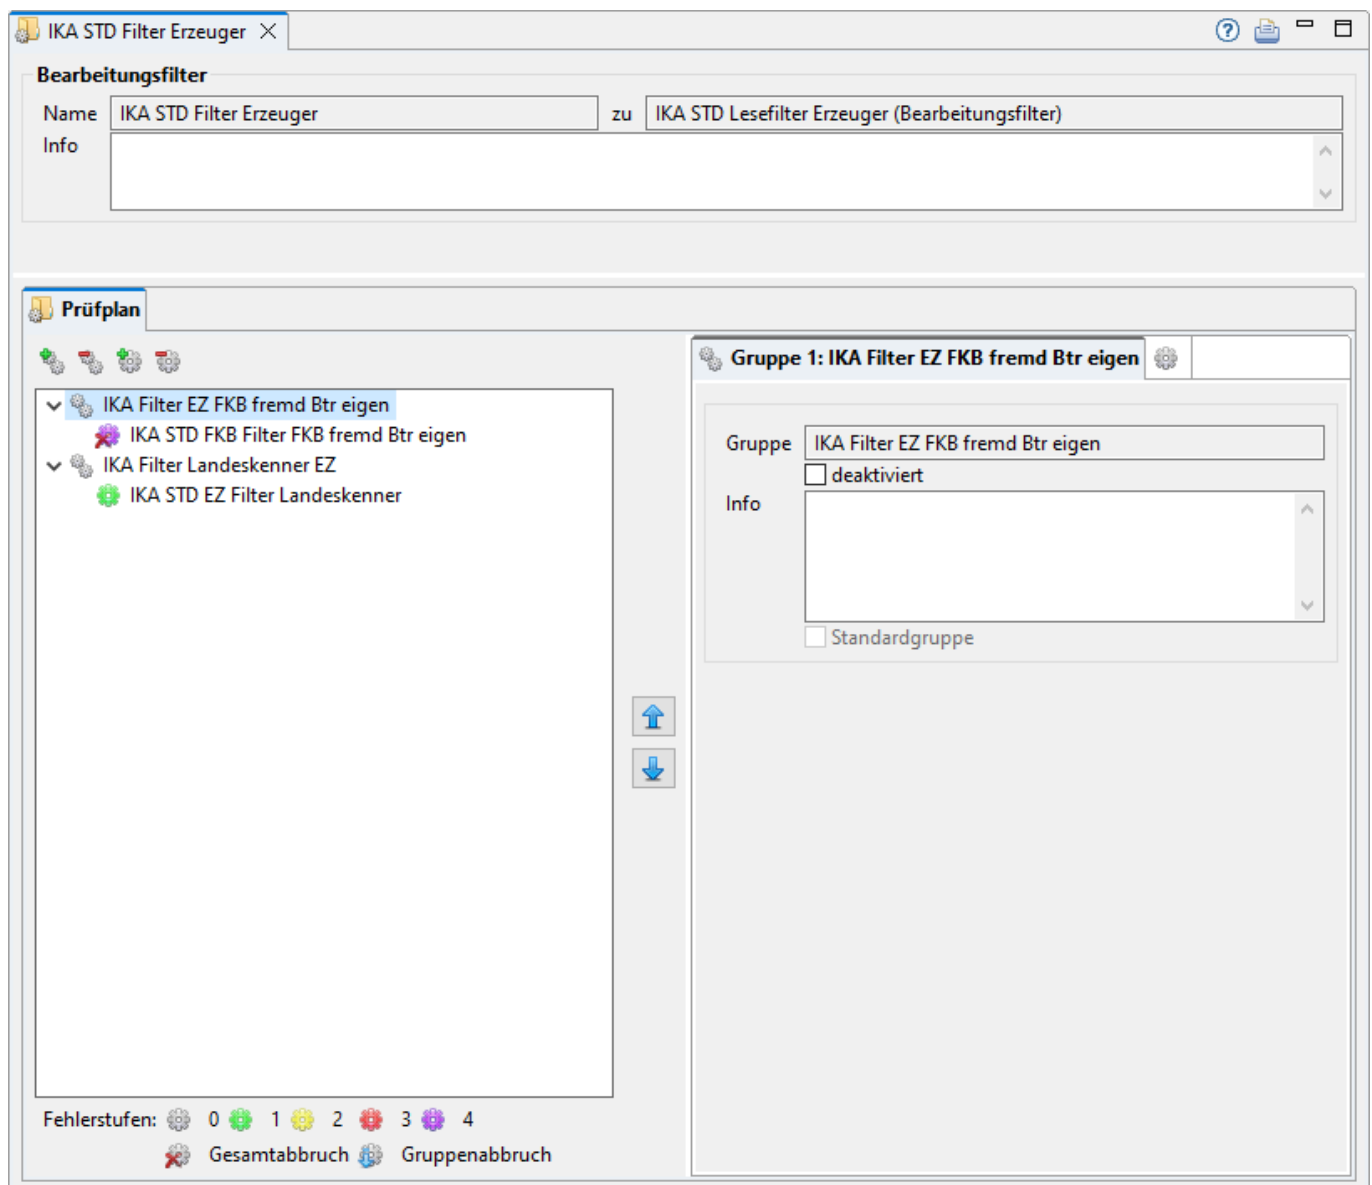 IKA STD Filter Erzeuger
Bearbeitungsfilter
Name IKA STD Filter Erzeuger zu IKA STD Lesefilter Erzeuger (Bearbeitungsfilter)
Info
Prüfplan
Gruppe 1: IKA Filter EZ FKB fremd Btr eigen
IKA Filter EZ FKB fremd Btr eigen
IKA STD FKB Filter FKB fremd Btr eigen
IKA Filter Landeskenner EZ
IKA STD EZ Filter Landeskenner
Gruppe IKA Filter EZ FKB fremd Btr eigen
deaktiviert
Info
Standardgruppe
Fehlerstufen: 0 1 2 3 4
Gesamtabbruch Gruppenabbruch